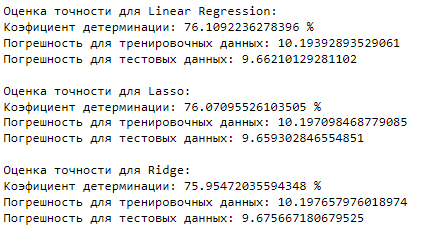 Оценка точности для Linear Regression:
Коэфициент детерминации: 76.1092236278396 %
Погрешность для тренировочных данных: 10.19392893529061
Погрешность для тестовых данных: 9.66210129281102

Оценка точности для Lasso:
Коэфициент детерминации: 76.07095526103505 %
Погрешность для тренировочных данных: 10.197098468779085
Погрешность для тестовых данных: 9.659302846554851

Оценка точности для Ridge:
Коэфициент детерминации: 75.95472035594348 %
Погрешность для тренировочных данных: 10.197657976018974
Погрешность для тестовых данных: 9.675667180679525